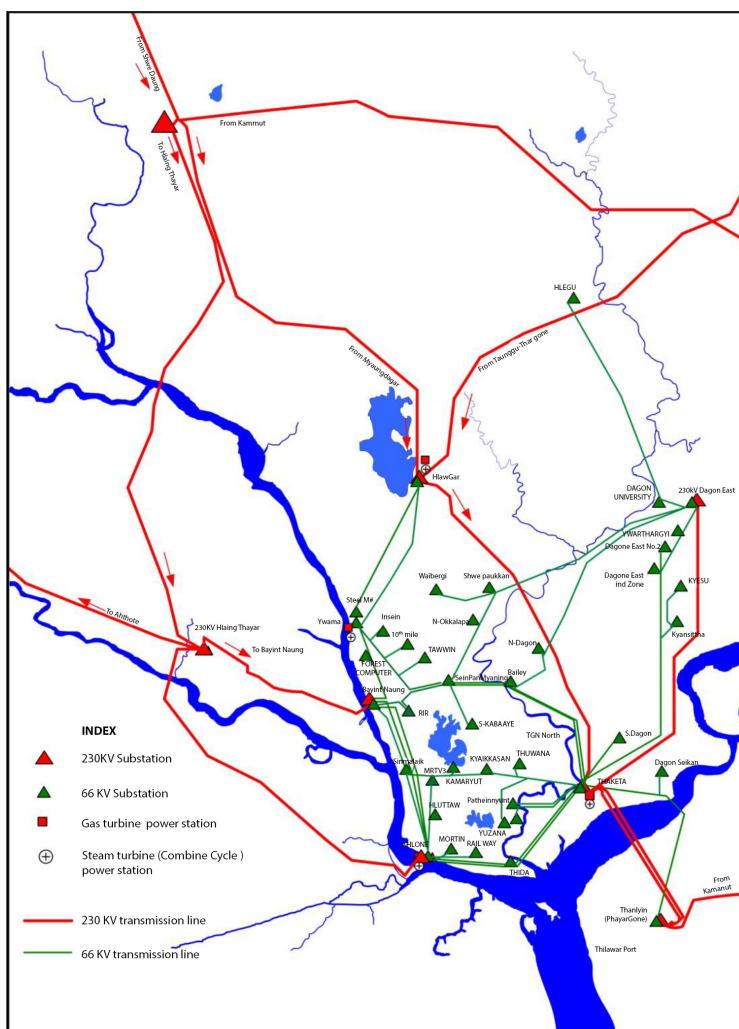 From Shwe Daung
From Kammut
To Hlaing Thayar
HLEGU
From Myaungdagar
From Taunggu-Thar gone
HlawGar
DAGON
UNIVERSITY
230kV Dagon East
YWARTHARGYI
Dagone East No.2
Dagone East
ind Zone
KYESU
Kyansittha
Waibergi
Shwe paukkan
Steel M#
Ywama
Insein
10th mile
N-Okkalapa
TAWWIN
FOREST
COMPUTER
N-Dagon
To Ahthote
230KV Hlaing Thayar
To Bayint Naung
Bayint Naung
SeinPanMyaning
Bailey
RIR
S-KABAAYE
TGN North
S.Dagon
INDEX
230KV Substation
66 KV Substation
Gas turbine power station
Steam turbine (Combine Cycle )
power station
230 KV transmission line
66 KV transmission line
Sinmalaik
MRTV3
KYAIKKASAN
THUWANA
KAMARYUT
Dagon Seikan
THAKETA
HLUTTAW
Patheinnyunt
YUZANA
MORTIN
RAIL WAY
AHLONE
THIDA
From
Kamanut
Thanlyin
(PhayarGone)
Thilawar Port